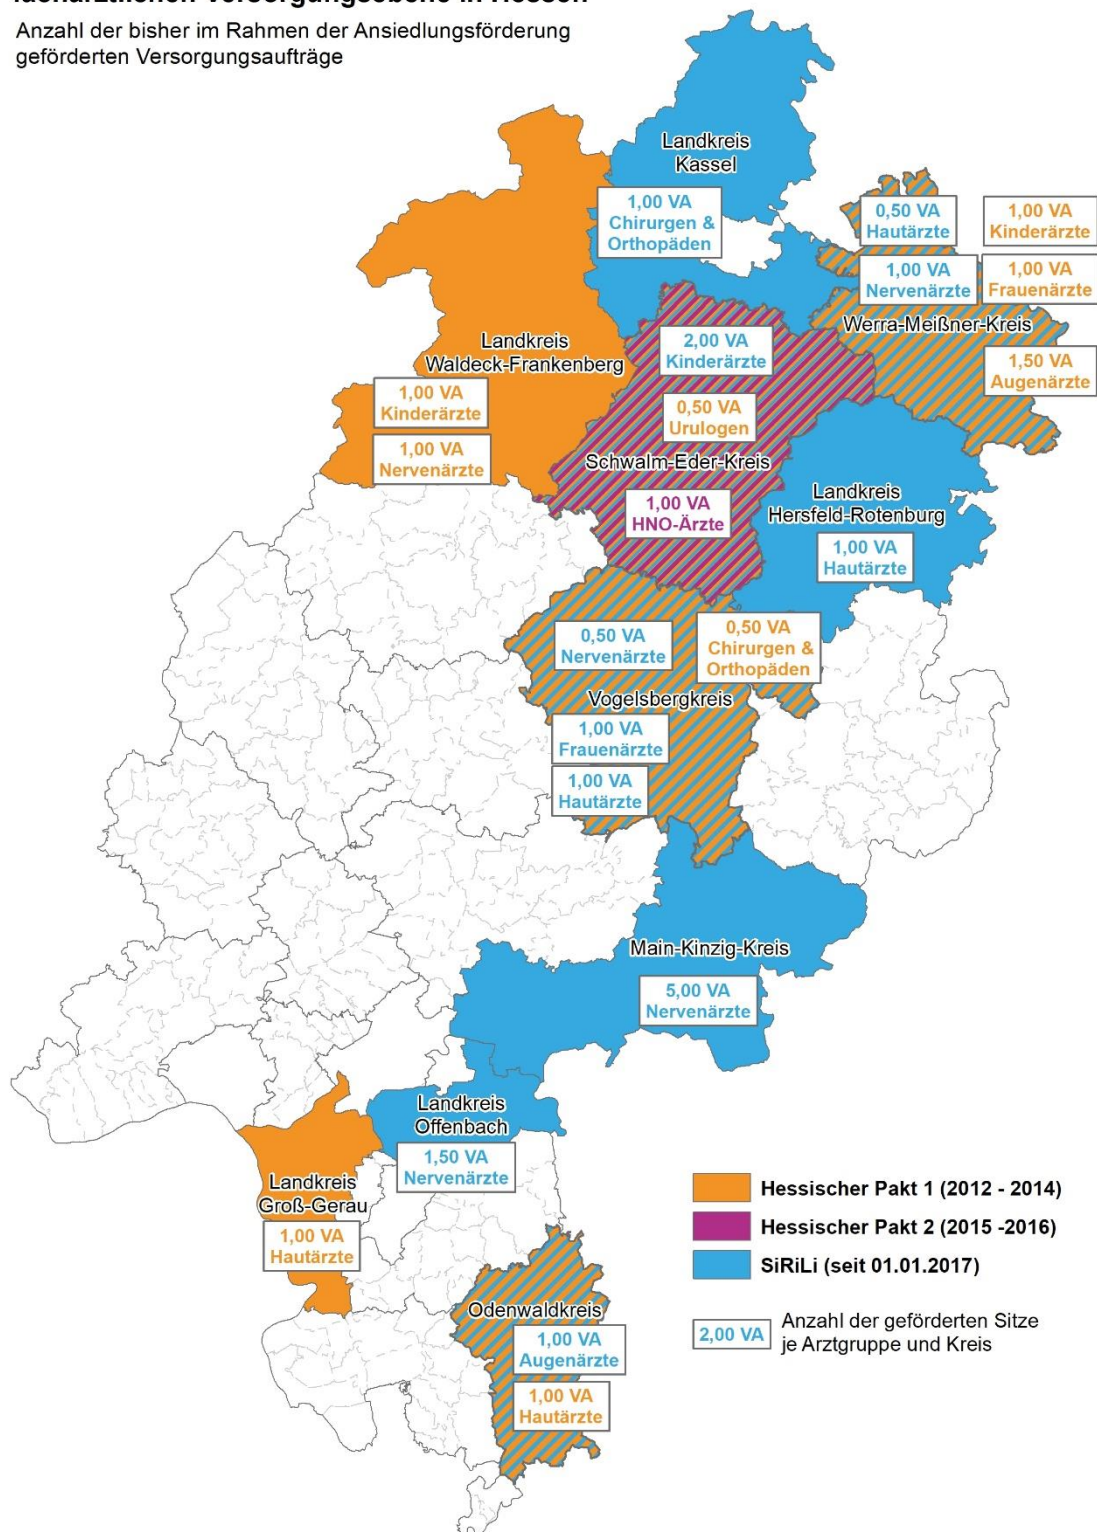 fachärztlichen Versorgungsebene in Hessen
Anzahl der bisher im Rahmen der Ansiedlungsförderung
geförderten Versorgungsaufträge
Landkreis
Kassel
1,00 VA
Chirurgen &
Orthopäden
0,50 VA
Hautärzte
1,00 VA
Kinderärzte
1,00 VA
Nervenärzte
1,00 VA
Frauenärzte
Werra-Meißner-Kreis
1,50 VA
Augenärzte
Landkreis
Waldeck-Frankenberg
1,00 VA
Kinderärzte
1,00 VA
Nervenärzte
2,00 VA
Kinderärzte
0,50 VA
Urulogen
Schwalm-Eder-Kreis
1,00 VA
HNO-Ärzte
Landkreis
Hersfeld-Rotenburg
1,00 VA
Hautärzte
0,50 VA
Nervenärzte
0,50 VA
Chirurgen &
Orthopäden
Vogelsbergkreis
1,00 VA
Frauenärzte
1,00 VA
Hautärzte
Main-Kinzig-Kreis
5,00 VA
Nervenärzte
Landkreis
Offenbach
1,50 VA
Nervenärzte
Landkreis
Groß-Gerau
1,00 VA
Hautärzte
Odenwaldkreis
1,00 VA
Augenärzte
1,00 VA
Hautärzte
Hessischer Pakt 1 (2012 - 2014)
Hessischer Pakt 2 (2015 -2016)
SiRiLi (seit 01.01.2017)
2,00 VA
Anzahl der geförderten Sitze
je Arztgruppe und Kreis